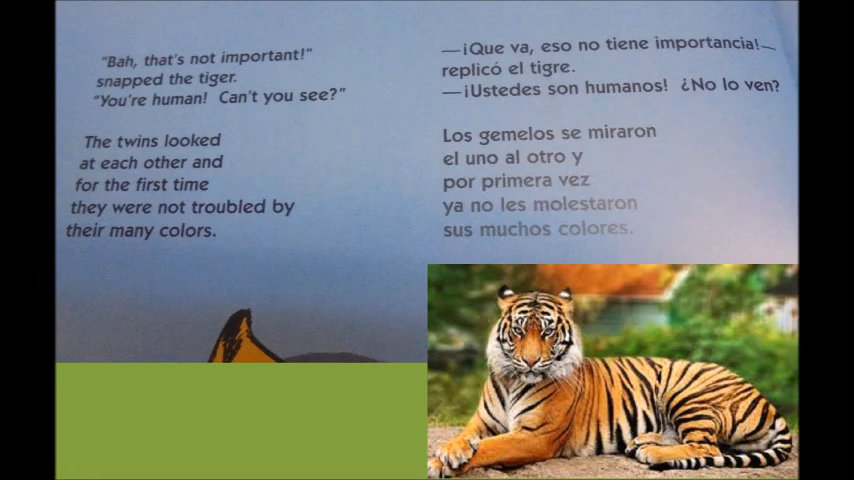 “Bah, that’s not important!”
snapped the tiger.
“You’re human! Can’t you see?”
The twins looked
at each other and
for the first time
they were not troubled by
their many colors.
—¡Que va, eso no tiene importancia!—
replicó el tigre.
—¡Ustedes son humanos! ¿No lo ven?
Los gemelos se miraron
el uno al otro y
por primera vez
ya no les molestaron
sus muchos colores.